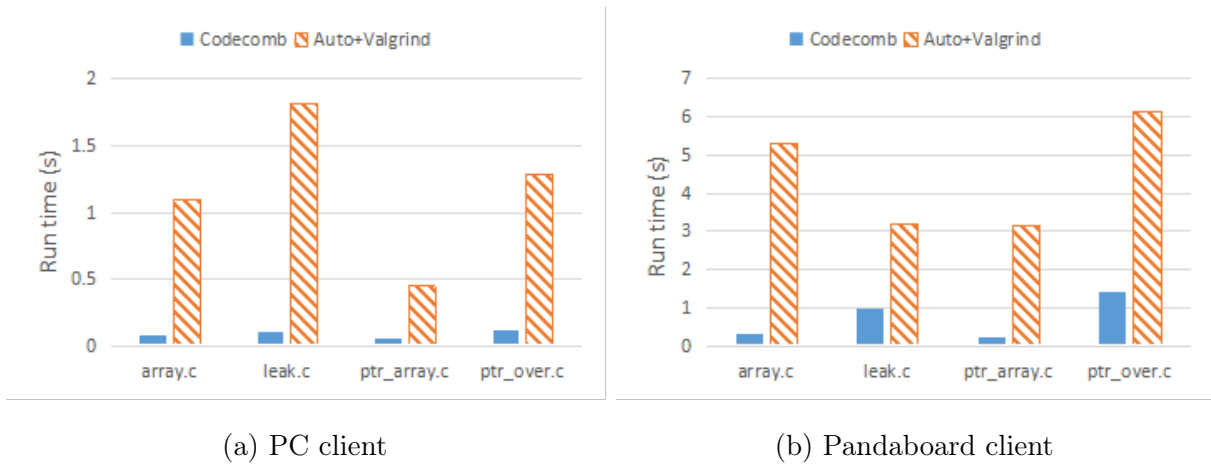 Codecomb Auto+Valgrind
2
1.5
1
0.5
0
Run time (s)
array.c leak.c ptr_array.c ptr_over.c
(a) PC client
Codecomb Auto+Valgrind
7
6
5
4
3
2
1
0
Run time (s)
array.c leak.c ptr_array.c ptr_over.c
(b) Pandaboard client